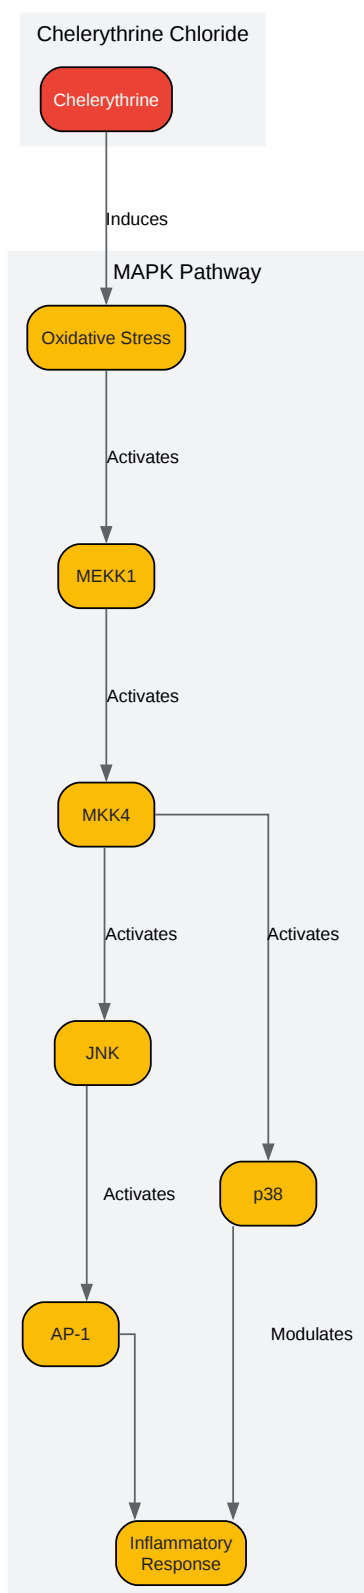 Chelerythrine Chloride
Chelerythrine
Induces
MAPK Pathway
Oxidative Stress
Activates
MEKK1
Activates
MKK4
Activates
Activates
JNK
Activates
p38
AP-1
Modulates
Inflammatory
Response